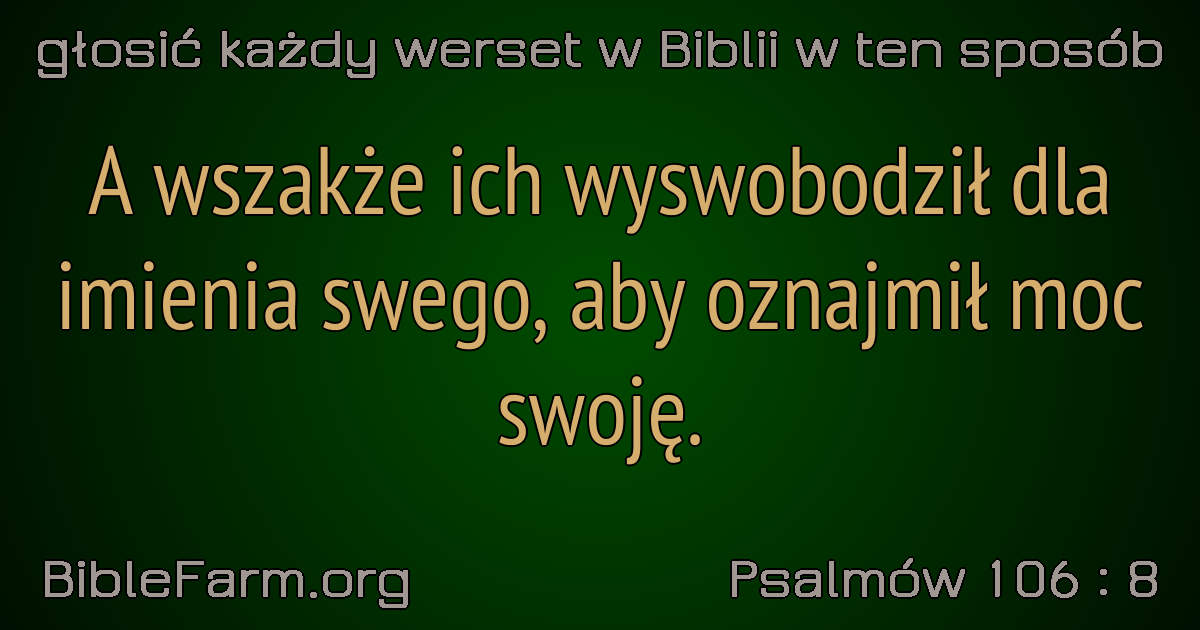 głosić każdy werset w Biblii w ten sposób
A wszakże ich wyswobodził dla
imienia swego, aby oznajmił moc
swoję.
BibleFarm.org
Psalmów 106 : 8